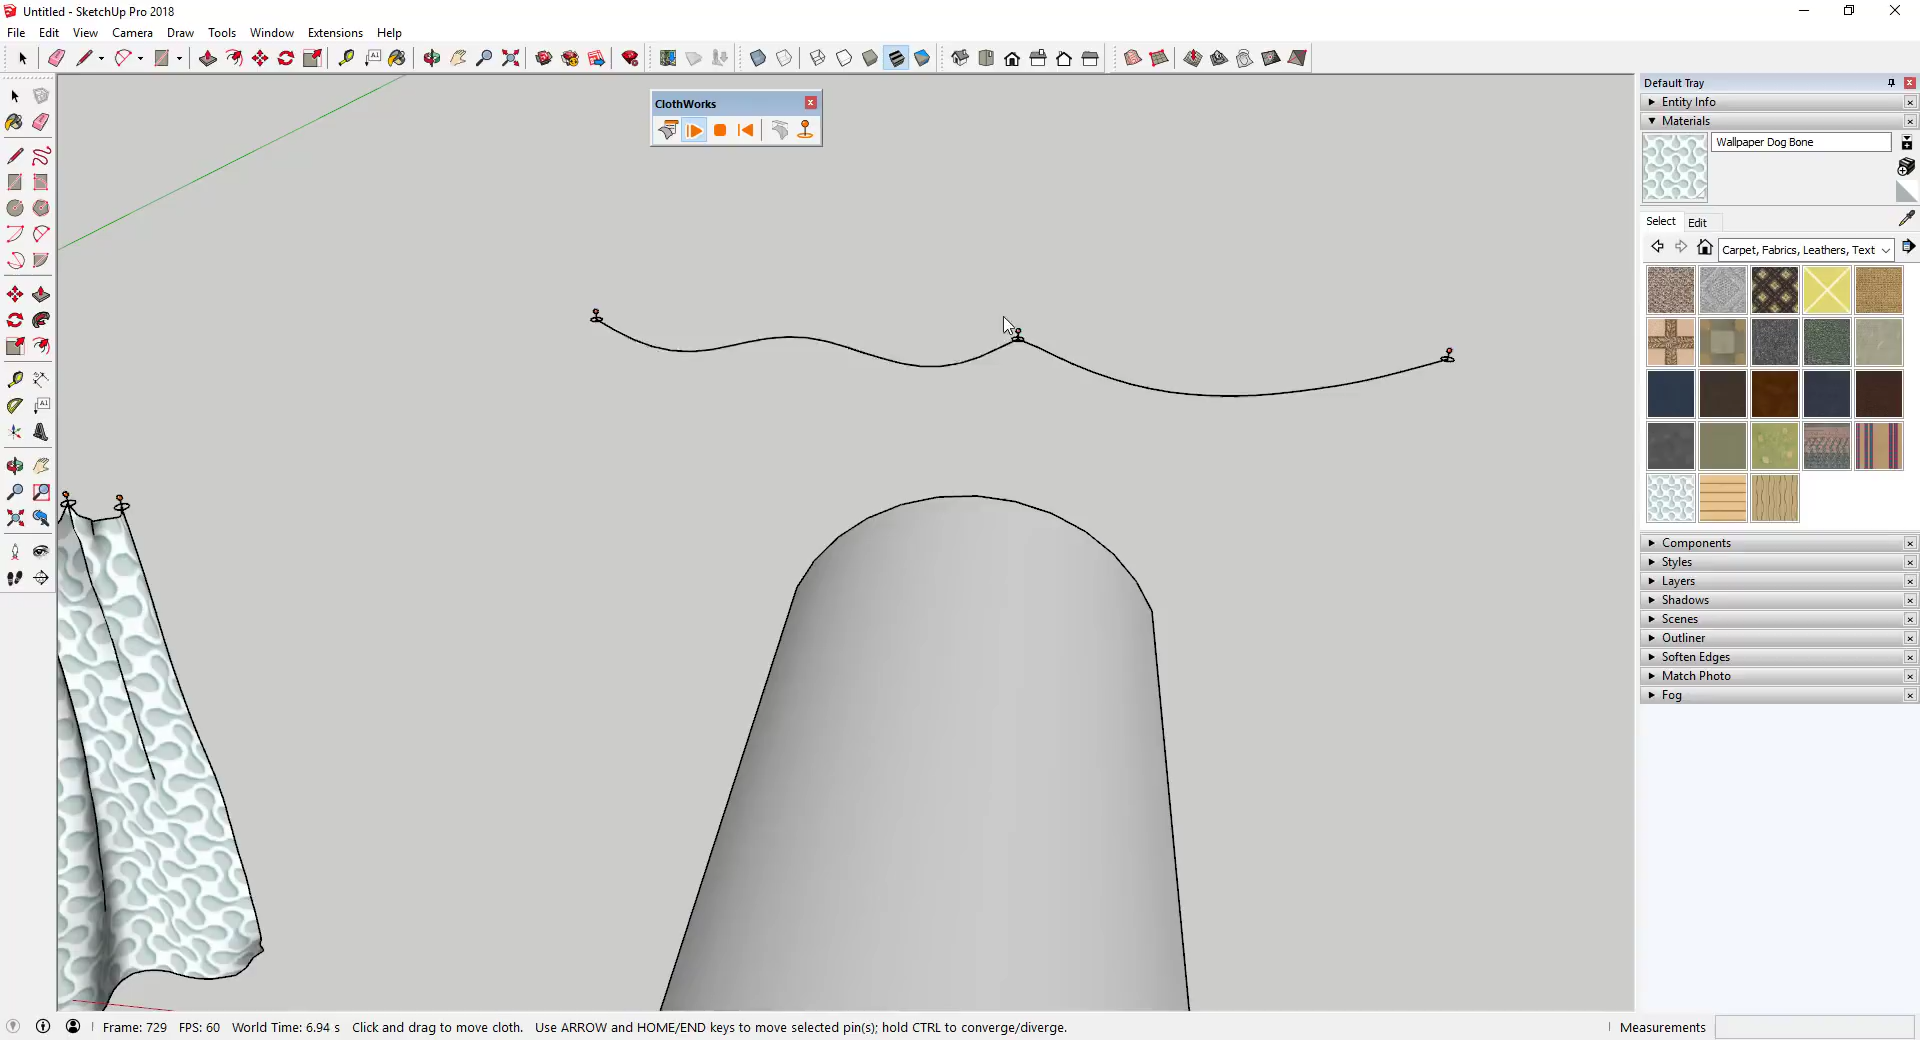 Untitled - SketchUp Pro 2018
File Edit View Camera Draw Tools Window Extensions Help
ClothWorks
Default Tray
Entity Info
Materials
Wallpaper Dog Bone
Select Edit
Carpet, Fabrics, Leathers, Text
Components
Styles
Layers
Shadows
Scenes
Outliner
Soften Edges
Match Photo
Fog
Frame: 729 FPS: 60 World Time: 6.94 s Click and drag to move cloth. Use ARROW and HOME/END keys to move selected pin(s); hold CTRL to converge/diverge.
Measurements